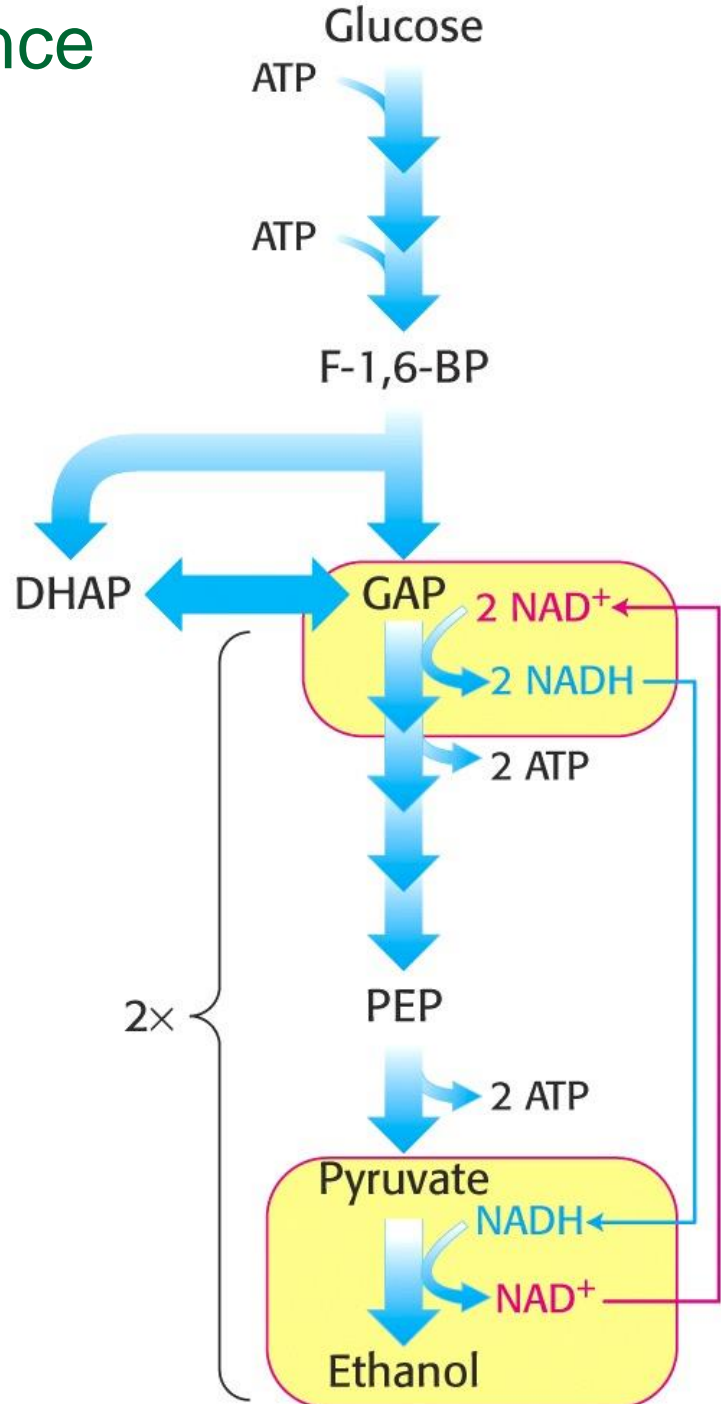 Glucose
ATP
ATP
F-1,6-BP
DHAP
GAP
2 NAD⁺
2 NADH
2 ATP
2×
PEP
2 ATP
Pyruvate
NADH
NAD⁺
Ethanol